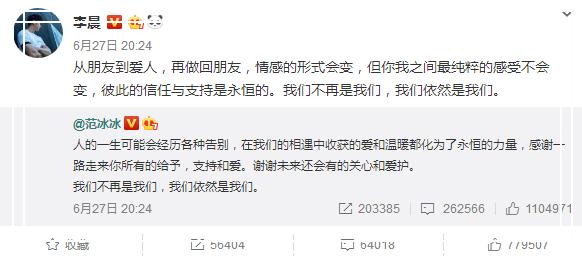 李晨
6月27日 20:24
从朋友到爱人，再做回朋友，情感的形式会变，但你我之间最纯粹的感受不会
变，彼此的信任与支持是永恒的。我们不再是我们，我们依然是我们。
@范冰冰
人的一生可能会经历各种告别，在我们的相遇中收获的爱和温暖都化为了永恒的力量，感谢一
路走来你所有的给予，支持和爱。谢谢未来还会有的关心和爱护。
我们不再是我们，我们依然是我们。
6月27日 20:24 203385 262566 1104971
收藏 56404 64018 779507